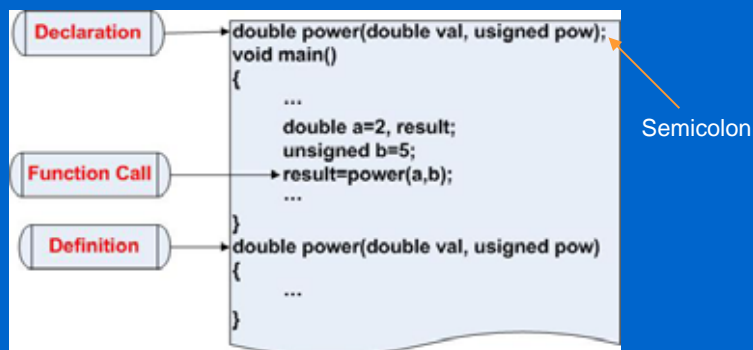 Declaration
double power(double val, usigned pow);
void main()
{
...
double a=2, result;
Semicolon
unsigned b=5;
Function Call
result=power(a,b);
...
}
Definition
double power(double val, usigned pow)
{
...
}